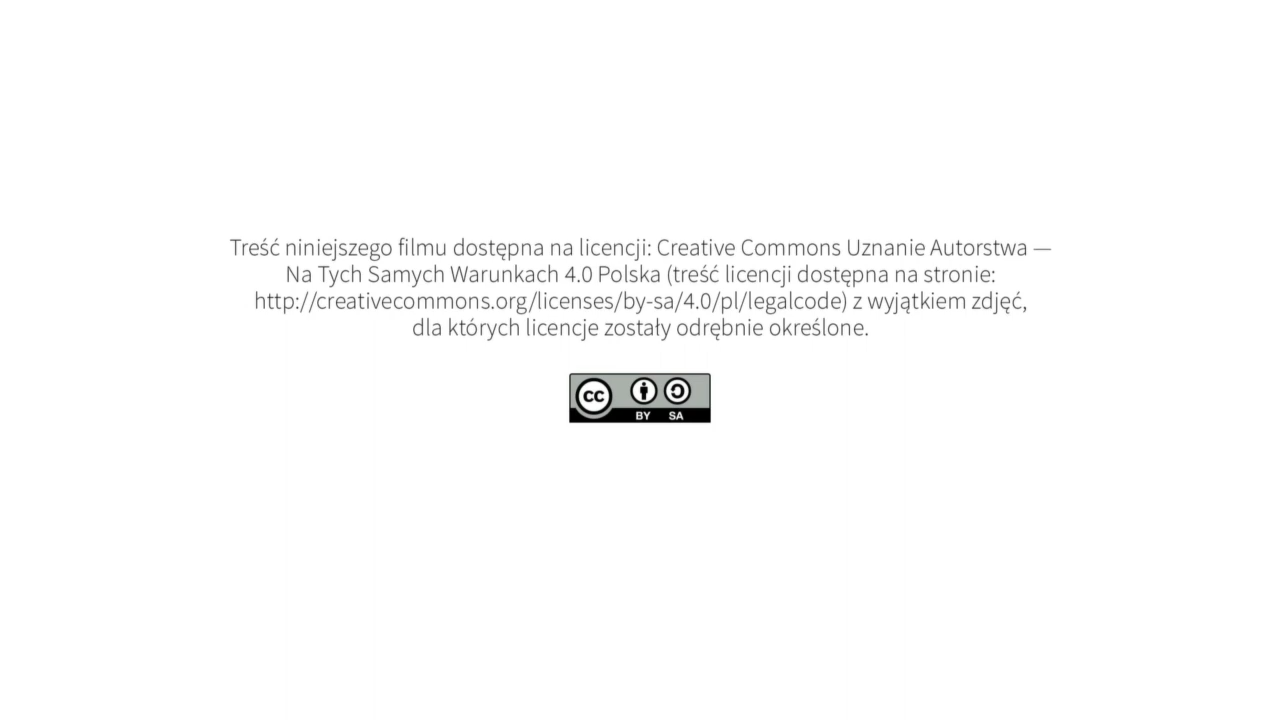 Treść niniejszego filmu dostępna na licencji: Creative Commons Uznanie Autorstwa —
Na Tych Samych Warunkach 4.0 Polska (treść licencji dostępna na stronie:
http://creativecommons.org/licenses/by-sa/4.0/pl/legalcode) z wyjątkiem zdjęć,
dla których licencje zostały odrębnie określone.
cc
BY SA